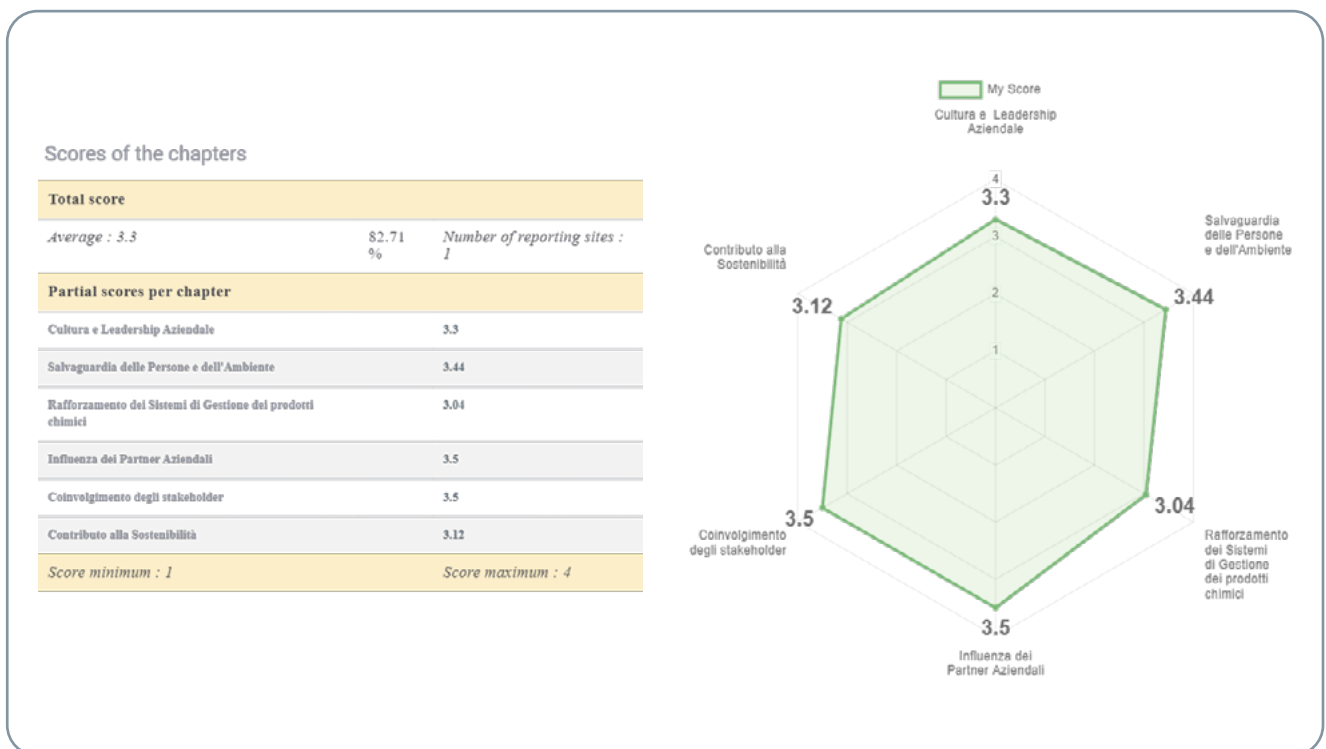 Scores of the chapters
Total score
Average : 3.3
82.71
%
Number of reporting sites :
1
Partial scores per chapter
Cultura e Leadership Aziendale
3.3
Salvaguardia delle Persone e dell'Ambiente
3.44
Rafforzamento dei Sistemi di Gestione dei prodotti
chimici
3.04
Influenza dei Partner Aziendali
3.5
Coinvolgimento degli stakeholder
3.5
Contributo alla Sostenibilità
3.12
Score minimum : 1
Score maximum : 4
My Score
Cultura e Leadership
Aziendale
4
3.3
3
2
1
Salvaguardia
delle Persone
e dell'Ambiente
3.44
3.04
Rafforzamento
dei Sistemi
di Gestione
dei prodotti
chimici
3.5
Influenza dei
Partner Aziendali
3.5
Coinvolgimento
degli stakeholder
Contributo alla
Sostenibilità
3.12